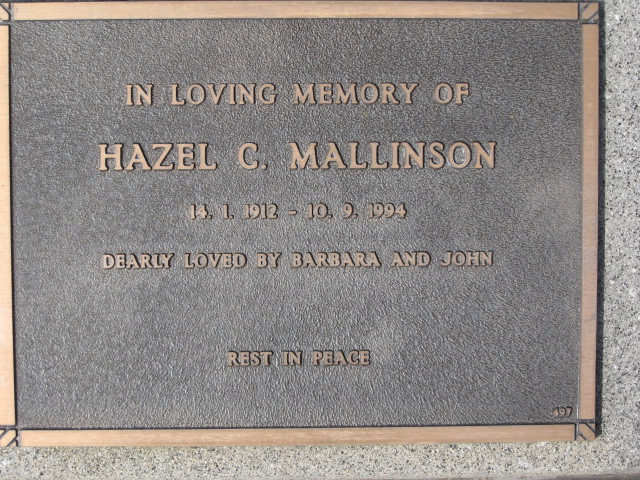 IN LOVING MEMORY OF
HAZEL C. MALLINSON
14. 1. 1912 - 10. 9. 1994
DEARLY LOVED BY BARBARA AND JOHN
REST IN PEACE